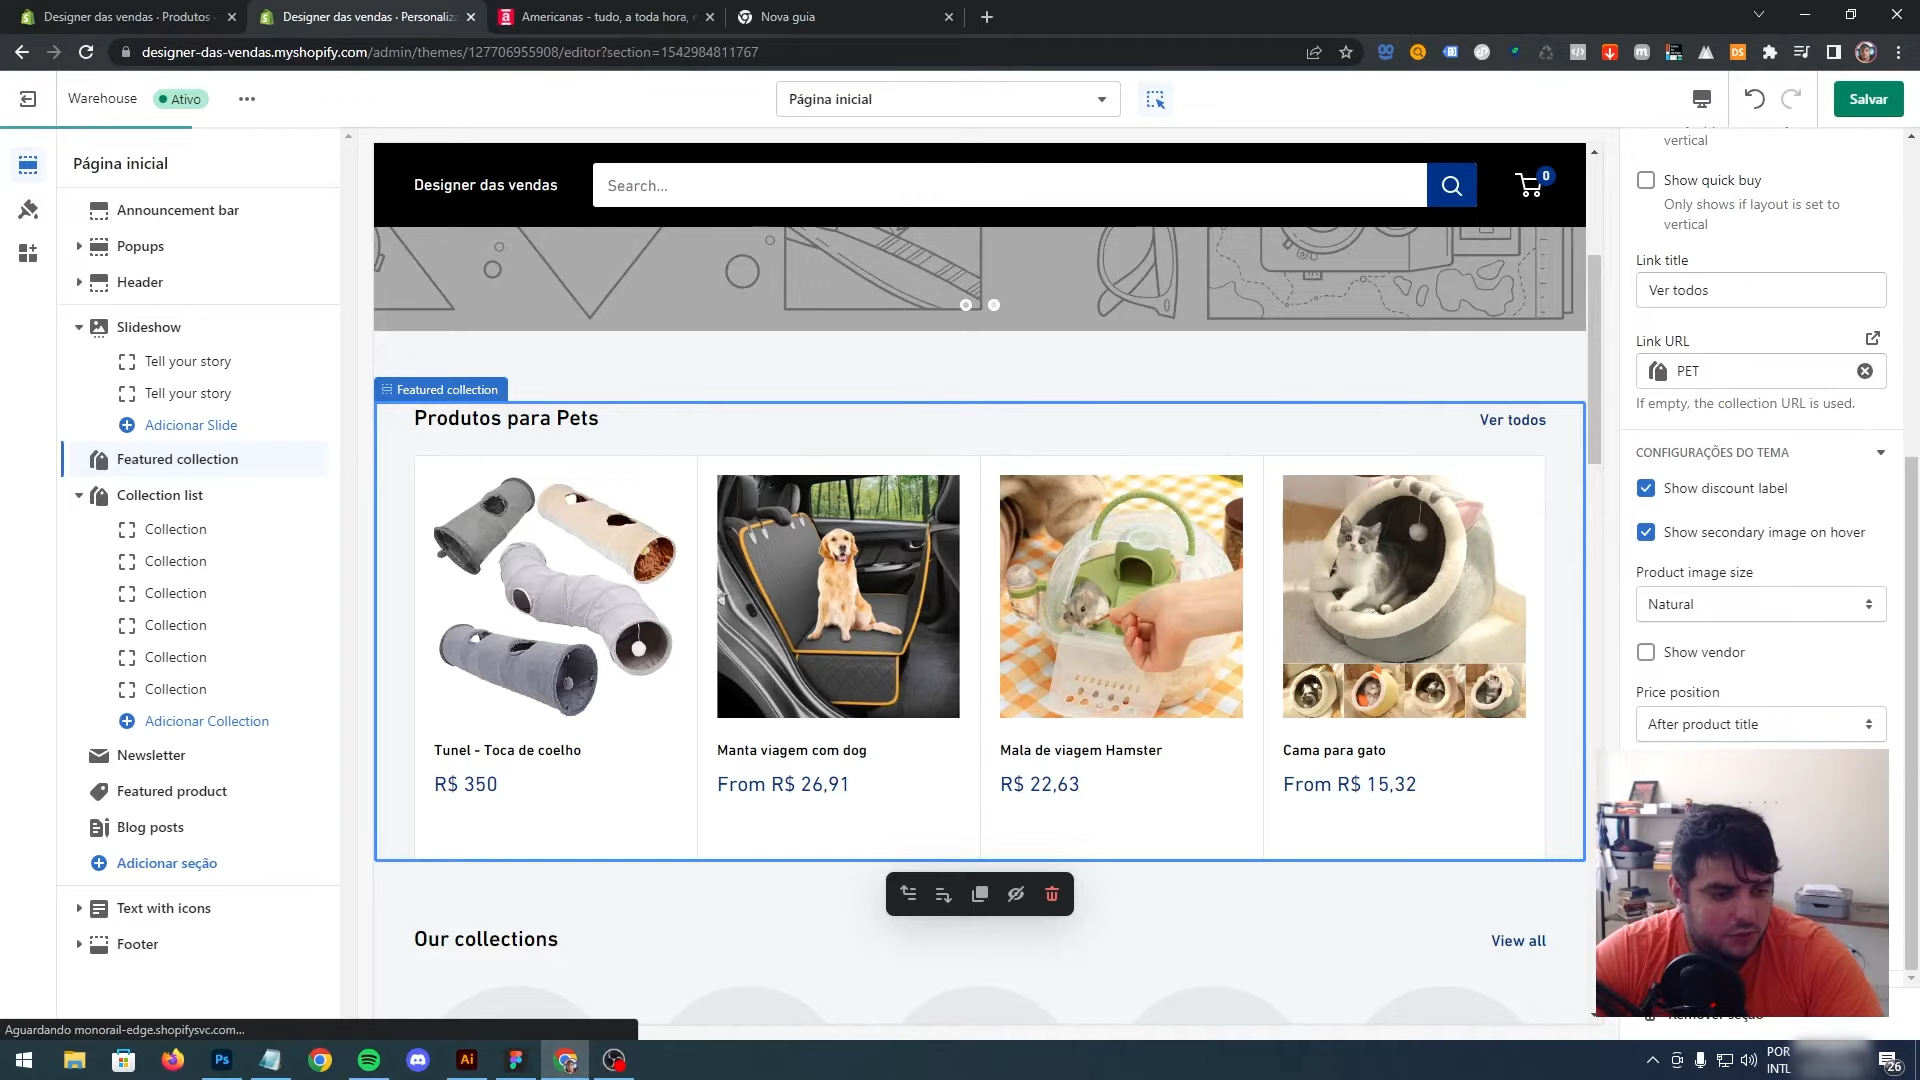 Designer das vendas · Produtos ·
Designer das vendas · Personaliza
Americanas - tudo, a toda hora,
Nova guia
designer-das-vendas.myshopify.com/admin/themes/127706955908/editor?section=1542984811767
Warehouse
Ativo
Página inicial
Salvar
Página inicial
Announcement bar
Popups
Header
Slideshow
Tell your story
Tell your story
Adicionar Slide
Featured collection
Collection list
Collection
Collection
Collection
Collection
Collection
Collection
Adicionar Collection
Newsletter
Featured product
Blog posts
Adicionar seção
Text with icons
Footer
Designer das vendas
Search...
0
Featured collection
Produtos para Pets
Ver todos
Tunel - Toca de coelho
R$ 350
Manta viagem com dog
From R$ 26,91
Mala de viagem Hamster
R$ 22,63
Cama para gato
From R$ 15,32
Our collections
View all
vertical
Show quick buy
Only shows if layout is set to
vertical
Link title
Ver todos
Link URL
PET
If empty, the collection URL is used.
CONFIGURAÇÕES DO TEMA
Show discount label
Show secondary image on hover
Product image size
Natural
Show vendor
Price position
After product title
Aguardando monorail-edge.shopifysvc.com...
Ps
Ai
POR
INTL
26